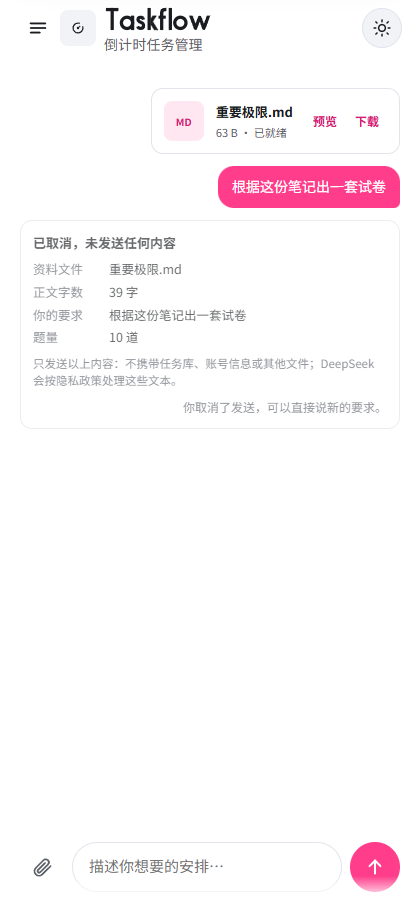 Taskflow
倒计时任务管理
MD
重要极限.md
63 B • 已就绪
预览
下载
根据这份笔记出一套试卷
已取消，未发送任何内容
资料文件 重要极限.md
正文字数 39 字
你的要求 根据这份笔记出一套试卷
题量 10 道
只发送以上内容：不携带任务库、账号信息或其他文件；DeepSeek
会按隐私政策处理这些文本。
你取消了发送，可以直接说新的要求。
描述你想要的安排…